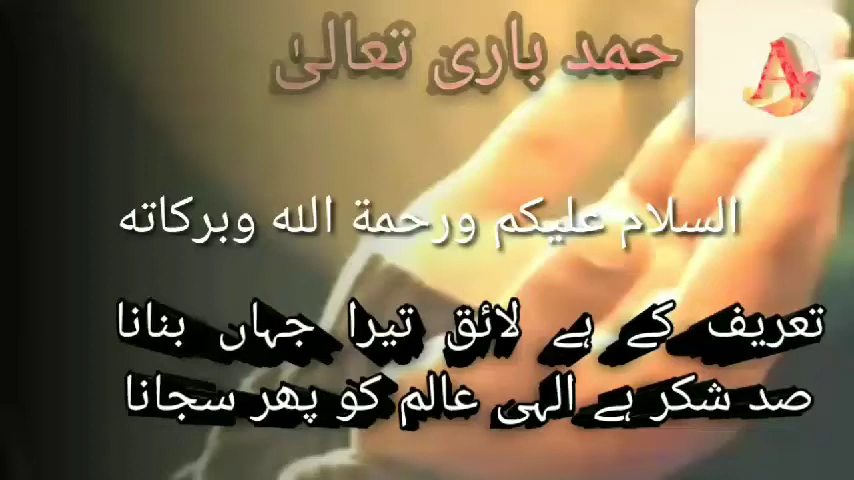 حمد باری تعالیٰ
A
السلام علیکم ورحمة الله وبرکاته
تعریف کے ہے لائق تیرا جہاں بنانا
صد شکر ہے الہی عالم کو پھر سجانا